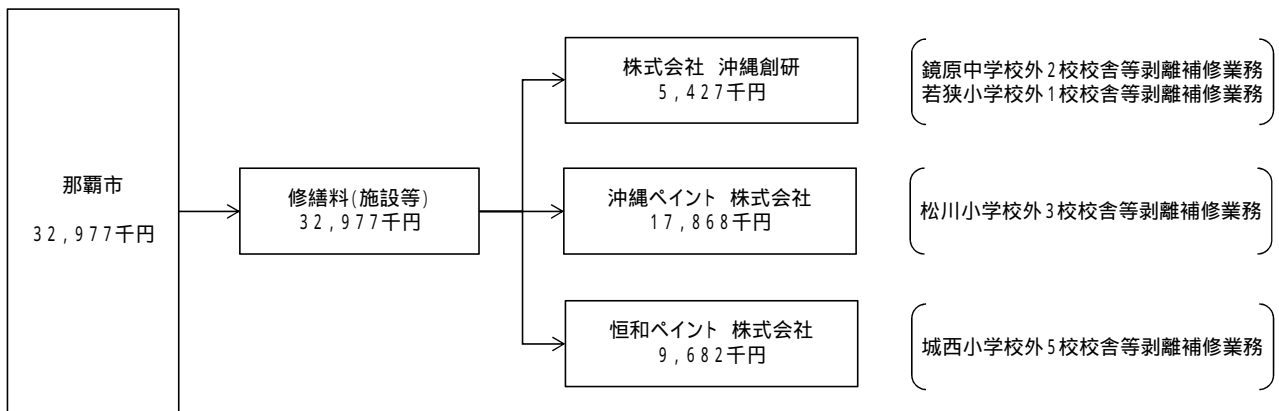 那覇市
32,977千円
修繕料(施設等)
32,977千円
株式会社 沖縄創研
5,427千円
鏡原中学校外2校校舎等剥離補修業務
若狭小学校外1校校舎等剥離補修業務
沖縄ペイント 株式会社
17,868千円
松川小学校外3校校舎等剥離補修業務
恒和ペイント 株式会社
9,682千円
城西小学校外5校校舎等剥離補修業務